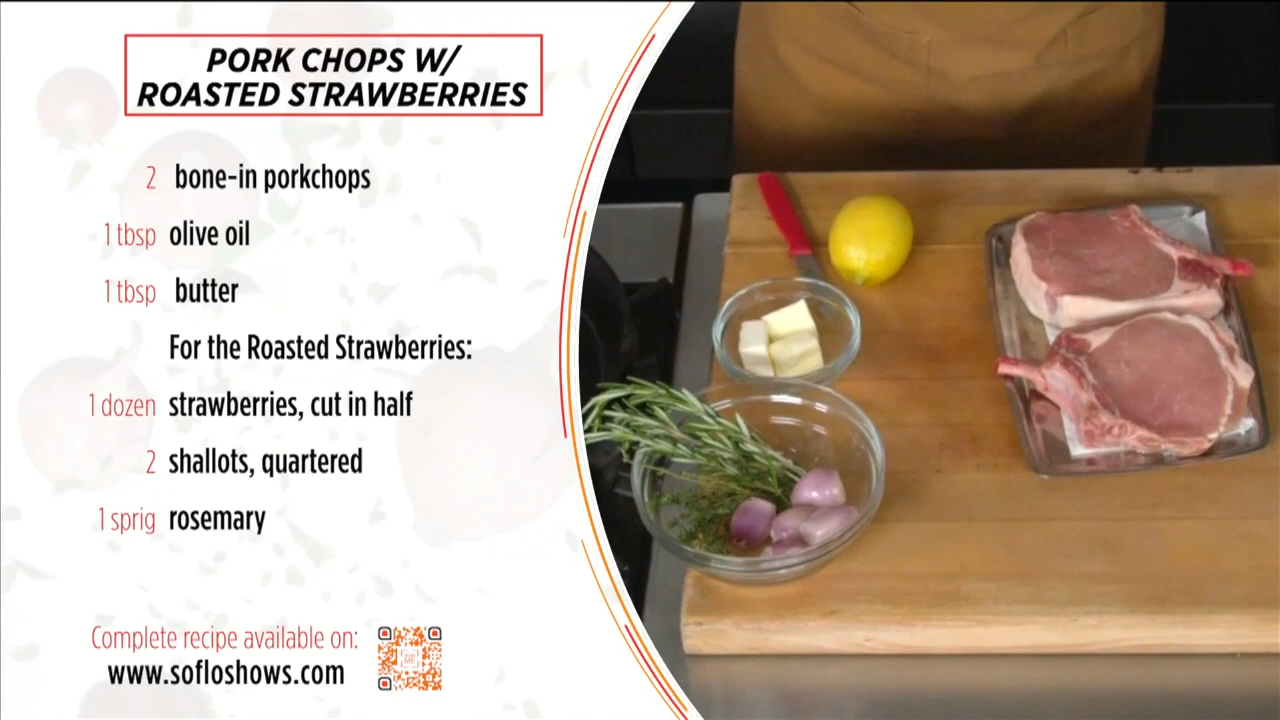 PORK CHOPS W/
ROASTED STRAWBERRIES
2 bone-in porkchops
1 tbsp olive oil
1 tbsp butter
For the Roasted Strawberries:
1 dozen strawberries, cut in half
2 shallots, quartered
1 sprig rosemary
Complete recipe available on:
www.sofloshows.com